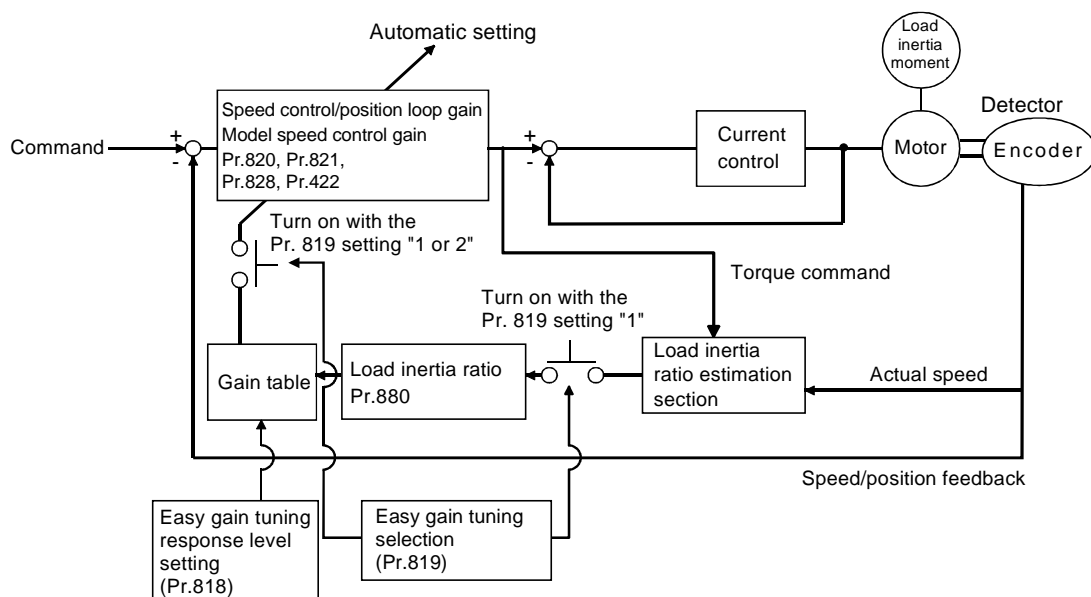 Automatic setting
Load
inertia
moment
Detector
Speed control/position loop gain
Model speed control gain
Pr.820, Pr.821,
Pr.828, Pr.422
Command
+
-
+
-
Current
control
Motor
Encoder
Turn on with the
Pr. 819 setting "1 or 2"
Torque command
Turn on with the
Pr. 819 setting "1"
Gain table
Load inertia ratio
Pr.880
Load inertia
ratio estimation
section
Actual speed
Speed/position feedback
Easy gain tuning
response level
setting
(Pr.818)
Easy gain tuning
selection
(Pr.819)